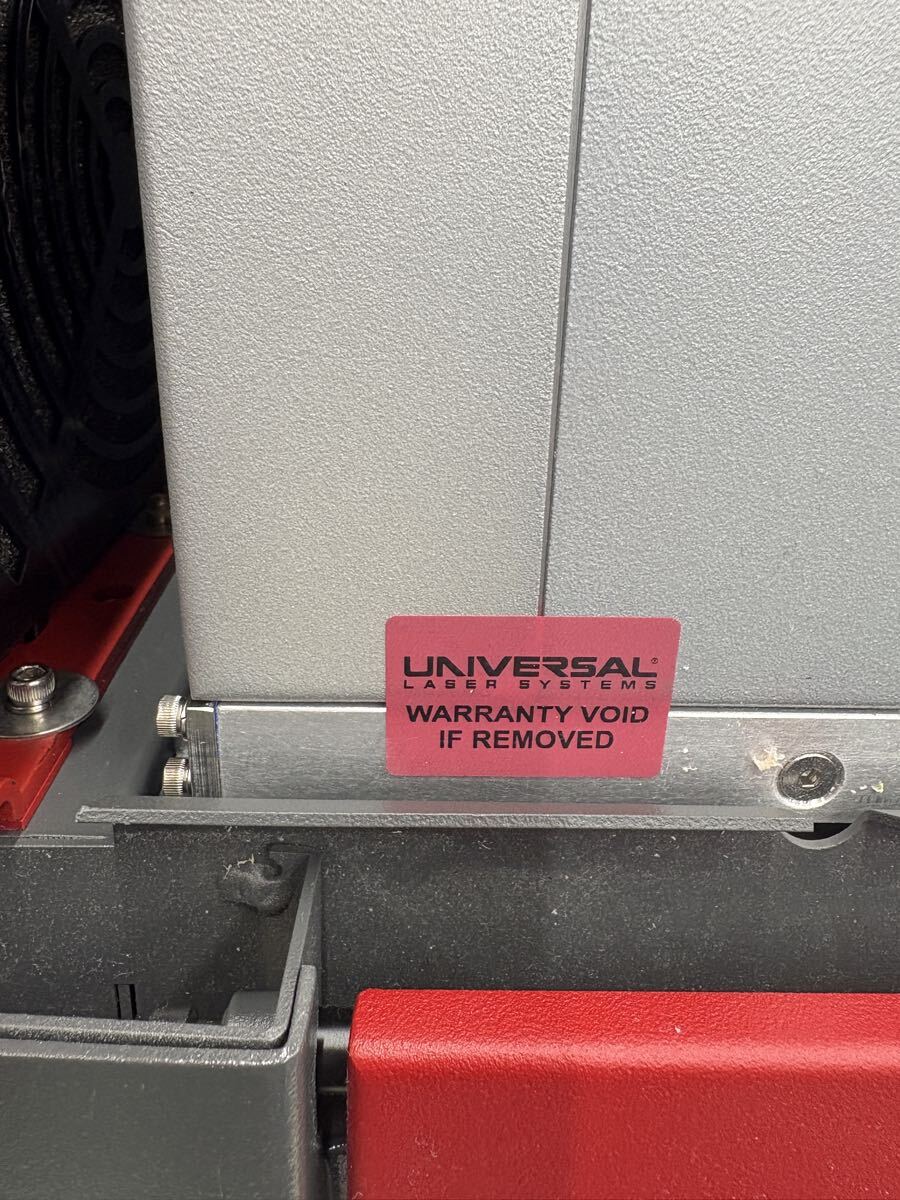 UNIVERSAL®
LASER SYSTEMS
WARRANTY VOID
IF REMOVED